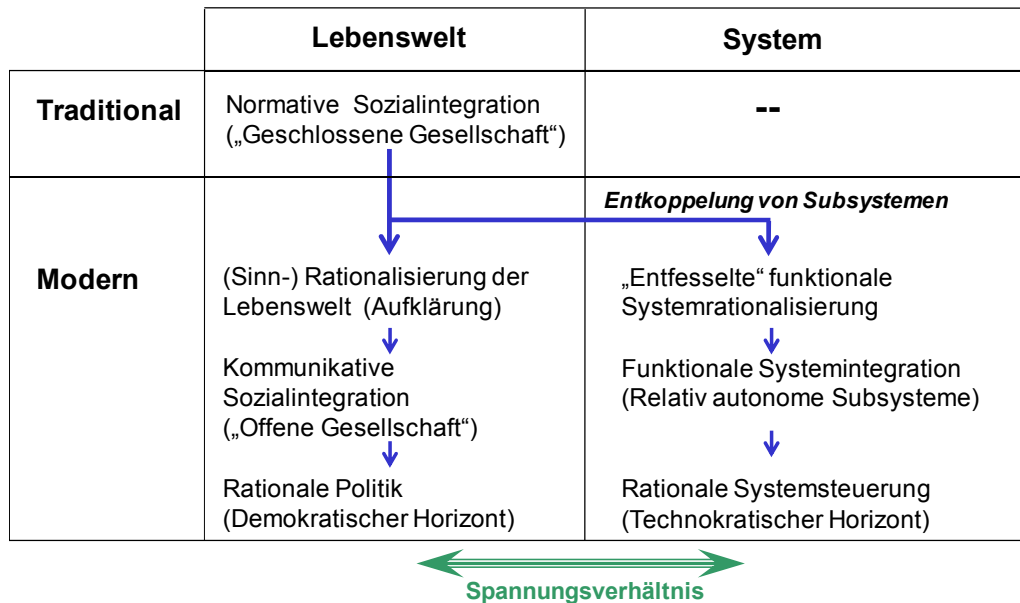 Lebenswelt
System
Traditional
Normative Sozialintegration
(„Geschlossene Gesellschaft“)
--
Entkoppelung von Subsystemen
Modern
(Sinn-) Rationalisierung der
Lebenswelt (Aufklärung)
„Entfesselte“ funktionale
Systemrationalisierung
Kommunikative
Sozialintegration
(„Offene Gesellschaft“)
Funktionale Systemintegration
(Relativ autonome Subsysteme)
Rationale Politik
(Demokratischer Horizont)
Rationale Systemsteuerung
(Technokratischer Horizont)
Spannungsverhältnis